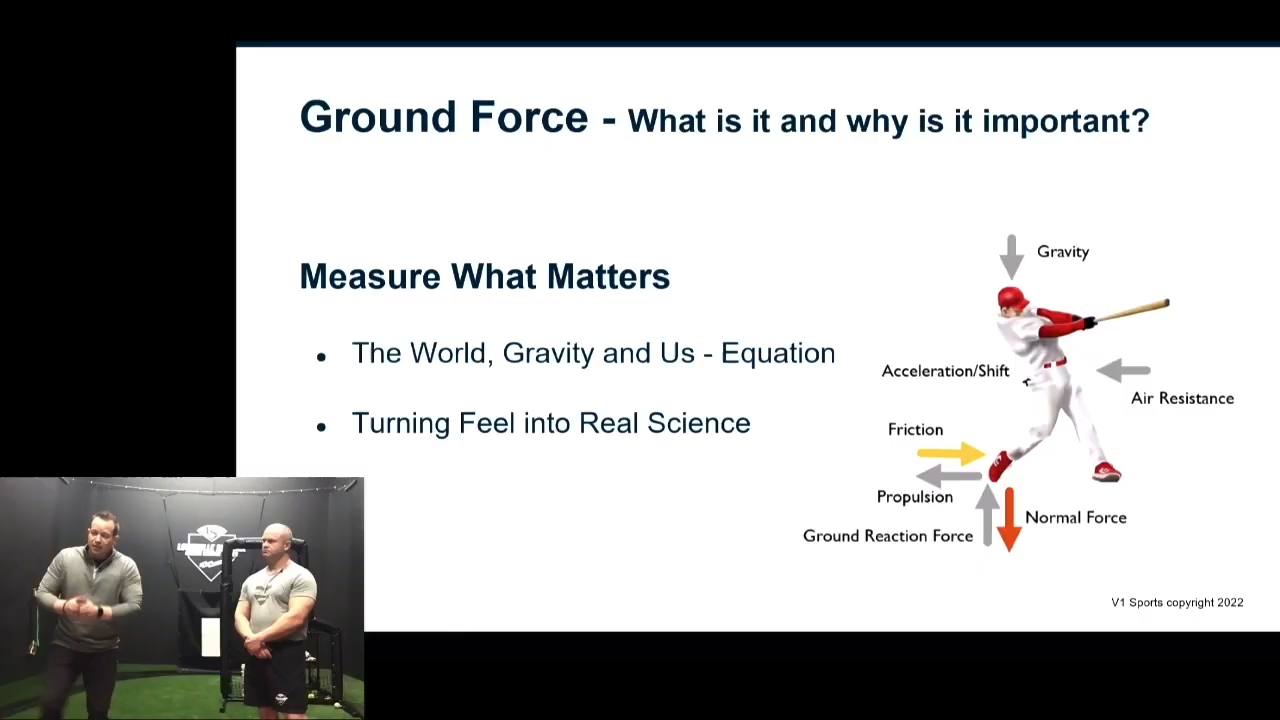 Ground Force - What is it and why is it important?
Measure What Matters
• The World, Gravity and Us - Equation
• Turning Feel into Real Science
Gravity
Acceleration/Shift
Air Resistance
Friction
Propulsion
Normal Force
Ground Reaction Force
V1 Sports copyright 2022